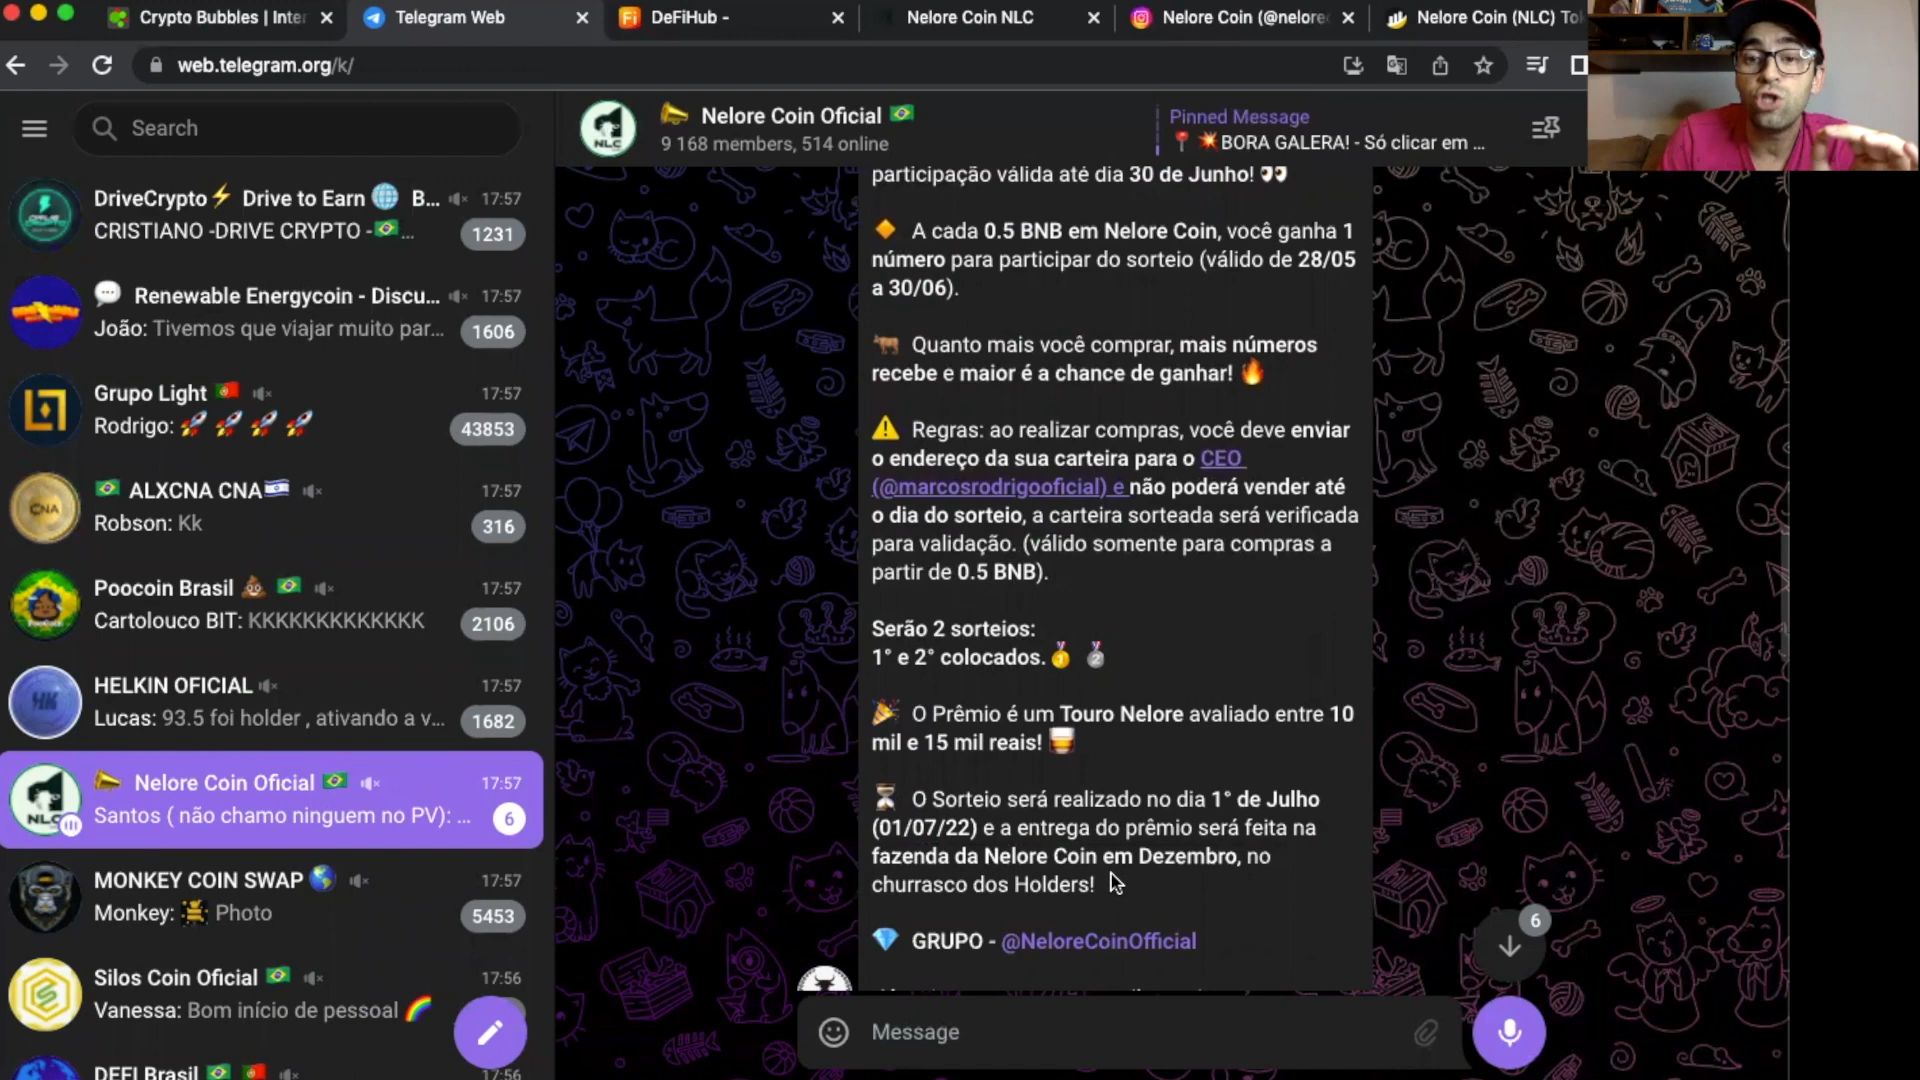 Crypto Bubbles | Inter
Telegram Web
DeFiHub -
Nelore Coin NLC
Nelore Coin (@nelore
Nelore Coin (NLC) To
web.telegram.org/k/
Search
DriveCrypto⚡ Drive to Earn 🌐 B... 17:57
CRISTIANO -DRIVE CRYPTO -🇧🇷... 1231
💬 Renewable Energycoin - Discu... 17:57
João: Tivemos que viajar muito par... 1606
Grupo Light 🇵🇹 17:57
Rodrigo: 🚀 🚀 🚀 🚀 43853
🇧🇷 ALXCNA CNA🇮🇱 17:57
CNA
Robson: Kk 316
Poocoin Brasil 💩 🇧🇷 17:57
Cartolouco BIT: KKKKKKKKKKKKK 2106
HELKIN OFICIAL 17:57
HK
Lucas: 93.5 foi holder , ativando a v... 1682
Nelore Coin Oficial 🇧🇷 17:57
NLC
Santos ( não chamo ninguem no PV): ... 6
MONKEY COIN SWAP 🌎 17:57
Monkey: Photo 5453
Silos Coin Oficial 🇧🇷 17:56
Vanessa: Bom início de pessoal 🌈
DEFI Brasil 🇧🇷 🇵🇹 17:56
NLC
Nelore Coin Oficial 🇧🇷
9 168 members, 514 online
Pinned Message
📍 💥BORA GALERA! - Só clicar em ...
participação válida até dia 30 de Junho! 👀
🔶 A cada 0.5 BNB em Nelore Coin, você ganha 1
número para participar do sorteio (válido de 28/05
a 30/06).
🐂 Quanto mais você comprar, mais números
recebe e maior é a chance de ganhar! 🔥
⚠️ Regras: ao realizar compras, você deve enviar
o endereço da sua carteira para o CEO
(@marcosrodrigooficial) e não poderá vender até
o dia do sorteio, a carteira sorteada será verificada
para validação. (válido somente para compras a
partir de 0.5 BNB).
Serão 2 sorteios:
1° e 2° colocados.🥇 🥈
🎉 O Prêmio é um Touro Nelore avaliado entre 10
mil e 15 mil reais! 🥃
⏳ O Sorteio será realizado no dia 1° de Julho
(01/07/22) e a entrega do prêmio será feita na
fazenda da Nelore Coin em Dezembro, no
churrasco dos Holders!
💎 GRUPO - @NeloreCoinOfficial
6
Message